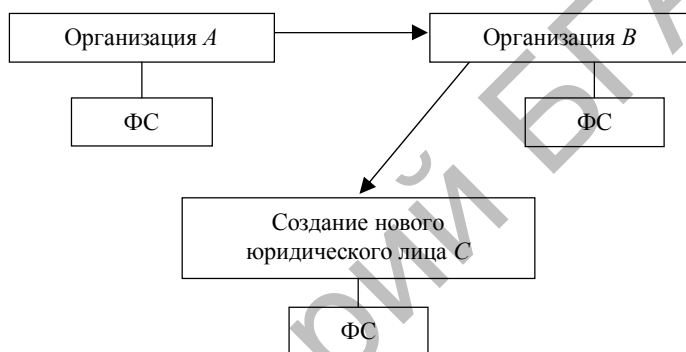 Организация A
Организация B
ФС
ФС
Создание нового
юридического лица C
ФС